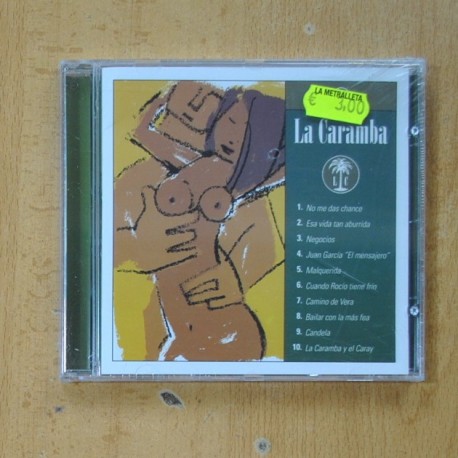 LA METRALLETA
€ 3,00
La Caramba
L C
1. No me das chance
2. Esa vida tan aburrida
3. Negocios
4. Juan García "El mensajero"
5. Malquerida
6. Cuando Rocío tiené frío
7. Camino de Vera
8. Bailar con la más fea
9. Candela
10. La Caramba y el Caray